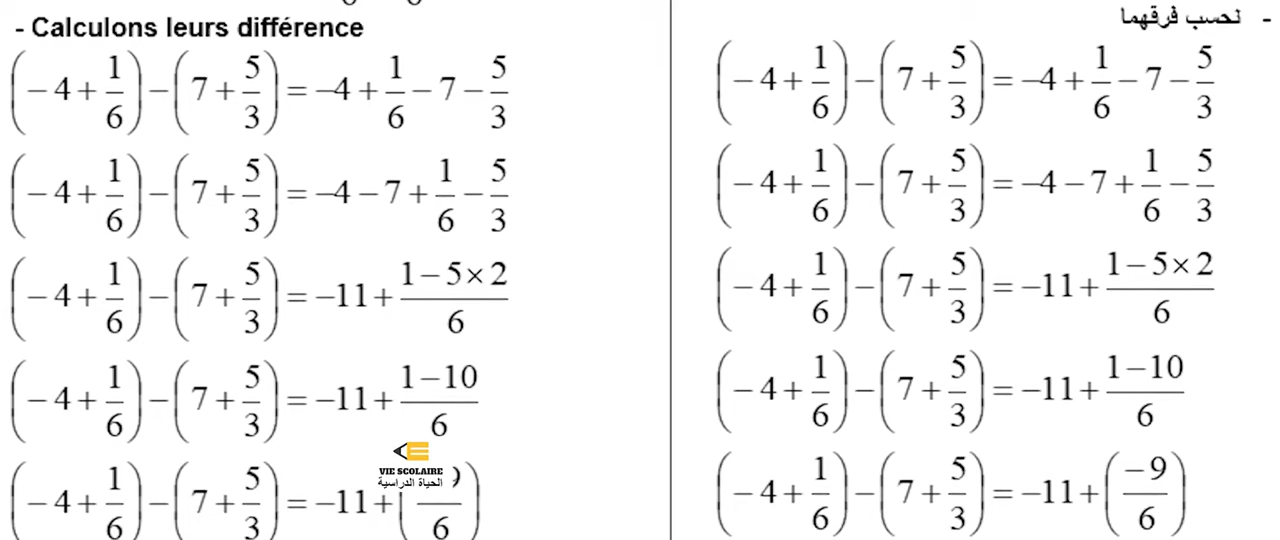 - Calculons leurs différence
(-4+1/6)-(7+5/3)=-4+1/6-7-5/3
(-4+1/6)-(7+5/3)=-4-7+1/6-5/3
(-4+1/6)-(7+5/3)=-11+(1-5×2)/6
(-4+1/6)-(7+5/3)=-11+(1-10)/6
VIE SCOLAIRE
الحياة الدراسية
(-4+1/6)-(7+5/3)=-11+(9/6)
- نحسب فرقهما
(-4+1/6)-(7+5/3)=-4+1/6-7-5/3
(-4+1/6)-(7+5/3)=-4-7+1/6-5/3
(-4+1/6)-(7+5/3)=-11+(1-5×2)/6
(-4+1/6)-(7+5/3)=-11+(1-10)/6
(-4+1/6)-(7+5/3)=-11+(-9/6)